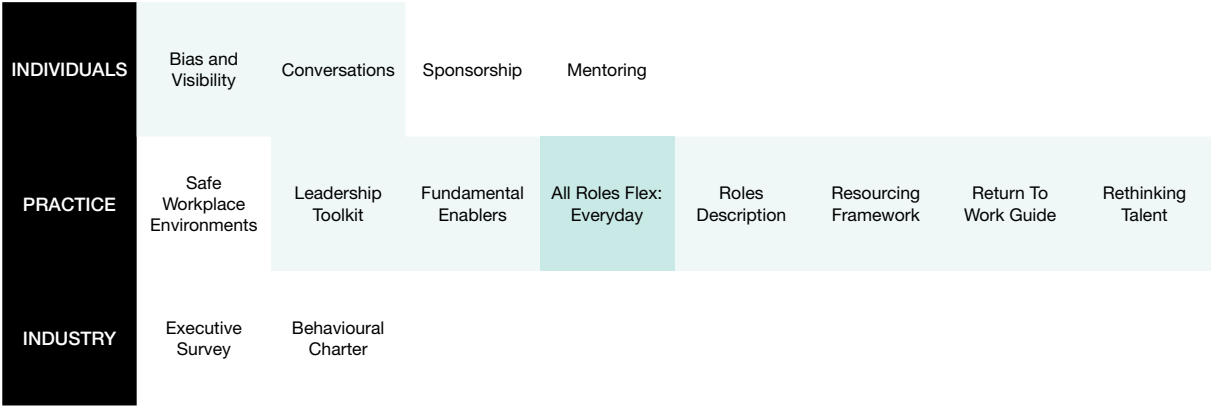 INDIVIDUALS
Bias and
Visibility
Conversations
Sponsorship
Mentoring
PRACTICE
Safe
Workplace
Environments
Leadership
Toolkit
Fundamental
Enablers
All Roles Flex:
Everyday
Roles
Description
Resourcing
Framework
Return To
Work Guide
Rethinking
Talent
INDUSTRY
Executive
Survey
Behavioural
Charter